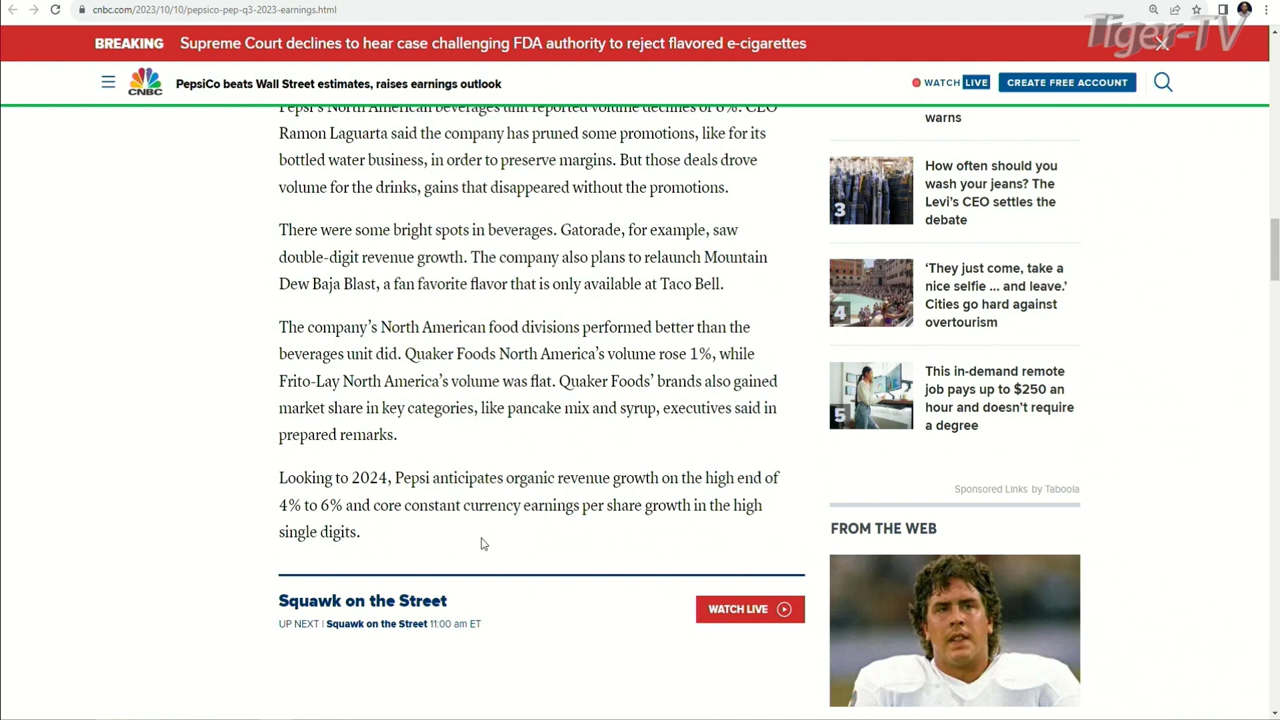 cnbc.com/2023/10/10/pepsico-pep-q3-2023-earnings.html
Tiger-TV
BREAKING Supreme Court declines to hear case challenging FDA authority to reject flavored e-cigarettes
CNBC
PepsiCo beats Wall Street estimates, raises earnings outlook
WATCH LIVE
CREATE FREE ACCOUNT
Pepsi's North American beverages unit reported volume declines of 6%. CEO
Ramon Laguarta said the company has pruned some promotions, like for its
bottled water business, in order to preserve margins. But those deals drove
volume for the drinks, gains that disappeared without the promotions.
There were some bright spots in beverages. Gatorade, for example, saw
double-digit revenue growth. The company also plans to relaunch Mountain
Dew Baja Blast, a fan favorite flavor that is only available at Taco Bell.
The company's North American food divisions performed better than the
beverages unit did. Quaker Foods North America's volume rose 1%, while
Frito-Lay North America's volume was flat. Quaker Foods' brands also gained
market share in key categories, like pancake mix and syrup, executives said in
prepared remarks.
Looking to 2024, Pepsi anticipates organic revenue growth on the high end of
4% to 6% and core constant currency earnings per share growth in the high
single digits.
Squawk on the Street
UP NEXT | Squawk on the Street 11:00 am ET
WATCH LIVE
warns
3
How often should you
wash your jeans? The
Levi's CEO settles the
debate
4
‘They just come, take a
nice selfie ... and leave.’
Cities go hard against
overtourism
5
This in-demand remote
job pays up to $250 an
hour and doesn't require
a degree
Sponsored Links by Taboola
FROM THE WEB